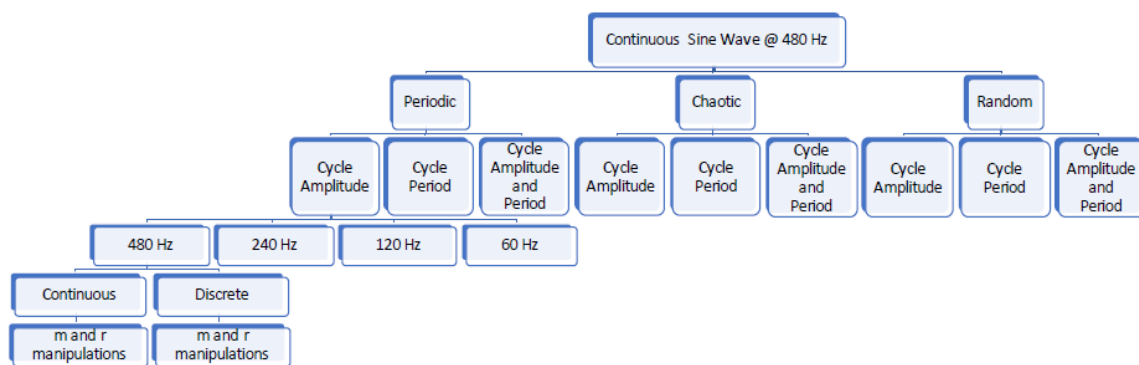 Continuous Sine Wave @ 480 Hz
Periodic
Chaotic
Random
Cycle
Amplitude
Cycle
Period
Cycle
Amplitude
and
Period
Cycle
Amplitude
Cycle
Period
Cycle
Amplitude
and
Period
Cycle
Amplitude
Cycle
Period
Cycle
Amplitude and
Period
480 Hz
240 Hz
120 Hz
60 Hz
Continuous
Discrete
m and r
manipulations
m and r
manipulations